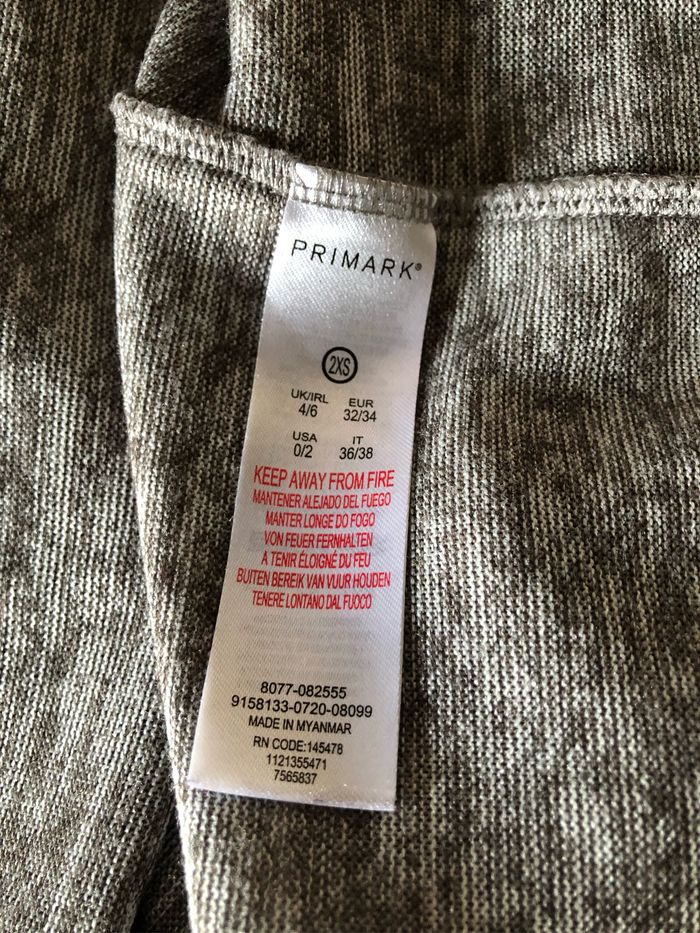 PRIMARK®
2XS
UK/IRL EUR
4/6 32/34
USA IT
0/2 36/38
KEEP AWAY FROM FIRE
MANTENER ALEJADO DEL FUEGO
MANTER LONGE DO FOGO
VON FEUER FERNHALTEN
A TENIR ÉLOIGNÉ DU FEU
BUITEN BEREIK VAN VUUR HOUDEN
TENERE LONTANO DAL FUOCO
8077-082555
9158133-0720-08099
MADE IN MYANMAR
RN CODE:145478
1121355471
7565837